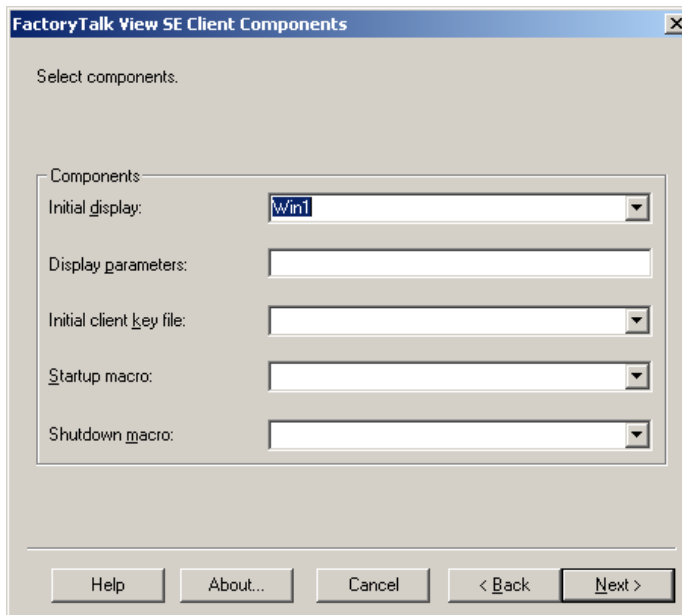 FactoryTalk View SE Client Components
Select components.
Components
Initial display: Win1
Display parameters:
Initial client key file:
Startup macro:
Shutdown macro:
Help About... Cancel < Back Next >